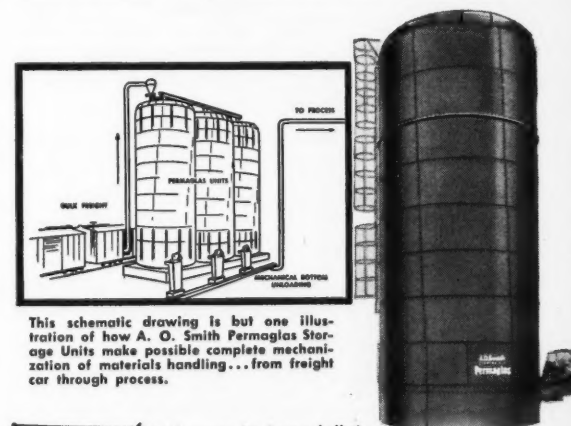 TO PROCESS
PERMAGLAS UNITS
BULK FREIGHT
MECHANICAL BOTTOM
UNLOADING
This schematic drawing is but one illus-
tration of how A. O. Smith Permaglas Stor-
age Units make possible complete mechani-
zation of materials handling...from freight
car through process.
A.O.Smith
Permaglas